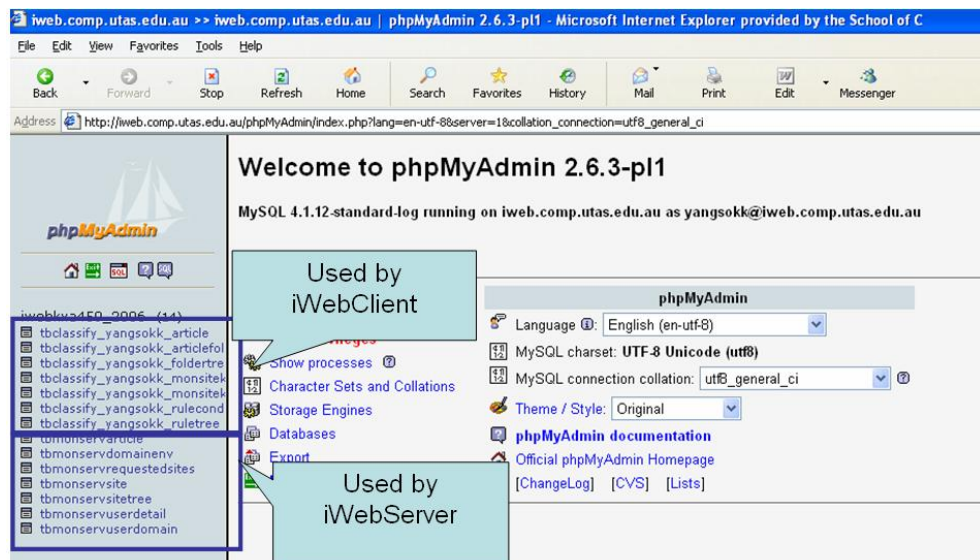 iweb.comp.utas.edu.au >> iweb.comp.utas.edu.au | phpMyAdmin 2.6.3-pl1 - Microsoft Internet Explorer provided by the School of C
File Edit View Favorites Tools Help
Back Forward Stop Refresh Home Search Favorites History Mail Print Edit Messenger
Address http://iweb.comp.utas.edu.au/phpMyAdmin/index.php?lang=en-utf-8&server=1&collation_connection=utf8_general_ci
phpMyAdmin
Exit SQL
(14)
tbclassify_yangsokk_article
tbclassify_yangsokk_articlefol
tbclassify_yangsokk_foldertre
tbclassify_yangsokk_monsitek
tbclassify_yangsokk_monsitek
tbclassify_yangsokk_rulecond
tbclassify_yangsokk_ruletree
tbmonservarticle
tbmonservdomainenv
tbmonservrequestedsites
tbmonservsite
tbmonservsitetree
tbmonservuserdetail
tbmonservuserdomain
Welcome to phpMyAdmin 2.6.3-pl1
MySQL 4.1.12-standard-log running on iweb.comp.utas.edu.au as yangsokk@iweb.comp.utas.edu.au
Used by
iWebClient
Show processes
Character Sets and Collations
Storage Engines
Databases
Export
Used by
iWebServer
phpMyAdmin
Language: English (en-utf-8)
MySQL charset: UTF-8 Unicode (utf8)
MySQL connection collation: utf8_general_ci
Theme / Style: Original
phpMyAdmin documentation
Official phpMyAdmin Homepage
[ChangeLog] [CVS] [Lists]